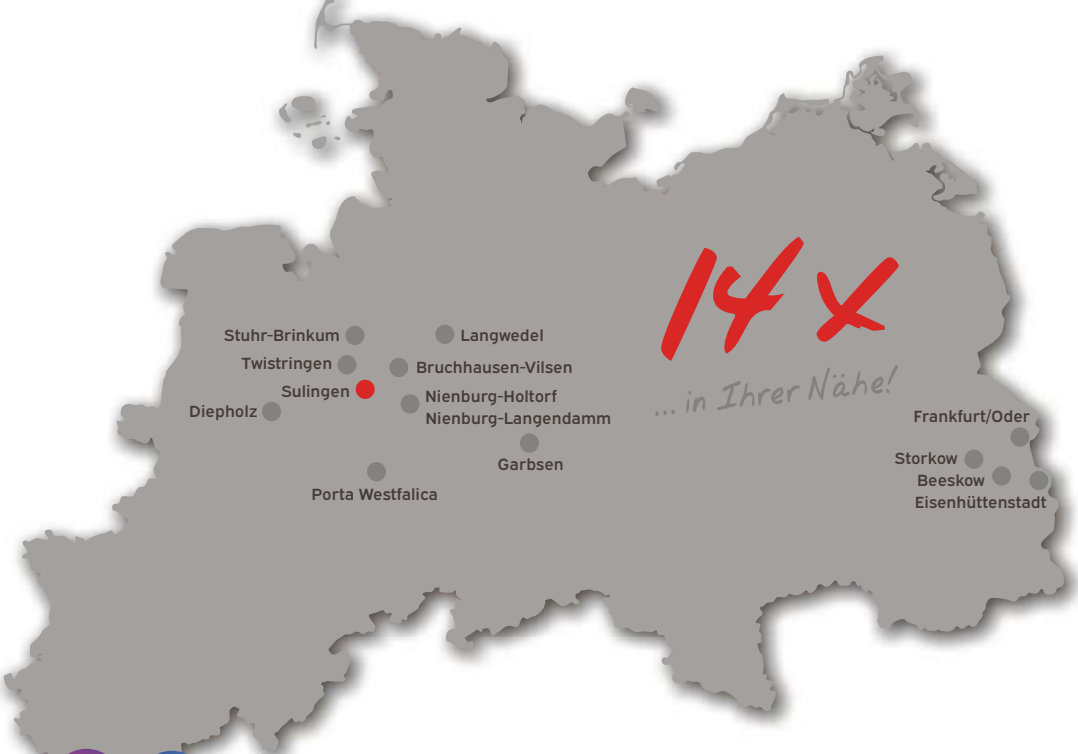 14 x
... in Ihrer Nähe!
Stuhr-Brinkum
Langwedel
Twistringen
Bruchhausen-Vilsen
Sulingen
Nienburg-Holtorf
Diepholz
Nienburg-Langendamm
Garbsen
Porta Westfalica
Frankfurt/Oder
Storkow
Beeskow
Eisenhüttenstadt